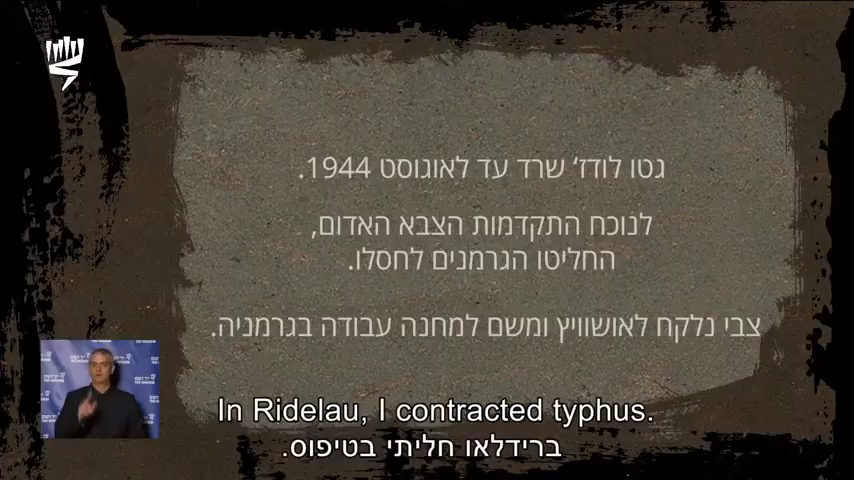 גטו לודז׳ שרד עד לאוגוסט 1944.
לנוכח התקדמות הצבא האדום,
החליטו הגרמנים לחסלו.
צבי נלקח לאושוויץ ומשם למחנה עבודה בגרמניה.
In Ridelau, I contracted typhus.
ברידלאו חליתי בטיפוס.